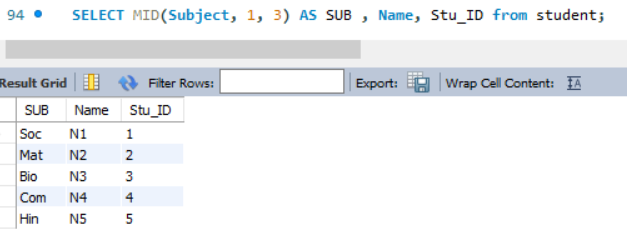 94 SELECT MID(Subject, 1, 3) AS SUB , Name, Stu_ID from student;
Result Grid Filter Rows: Export: Wrap Cell Content: IA
SUB Name Stu_ID
Soc N1 1
Mat N2 2
Bio N3 3
Com N4 4
Hin N5 5